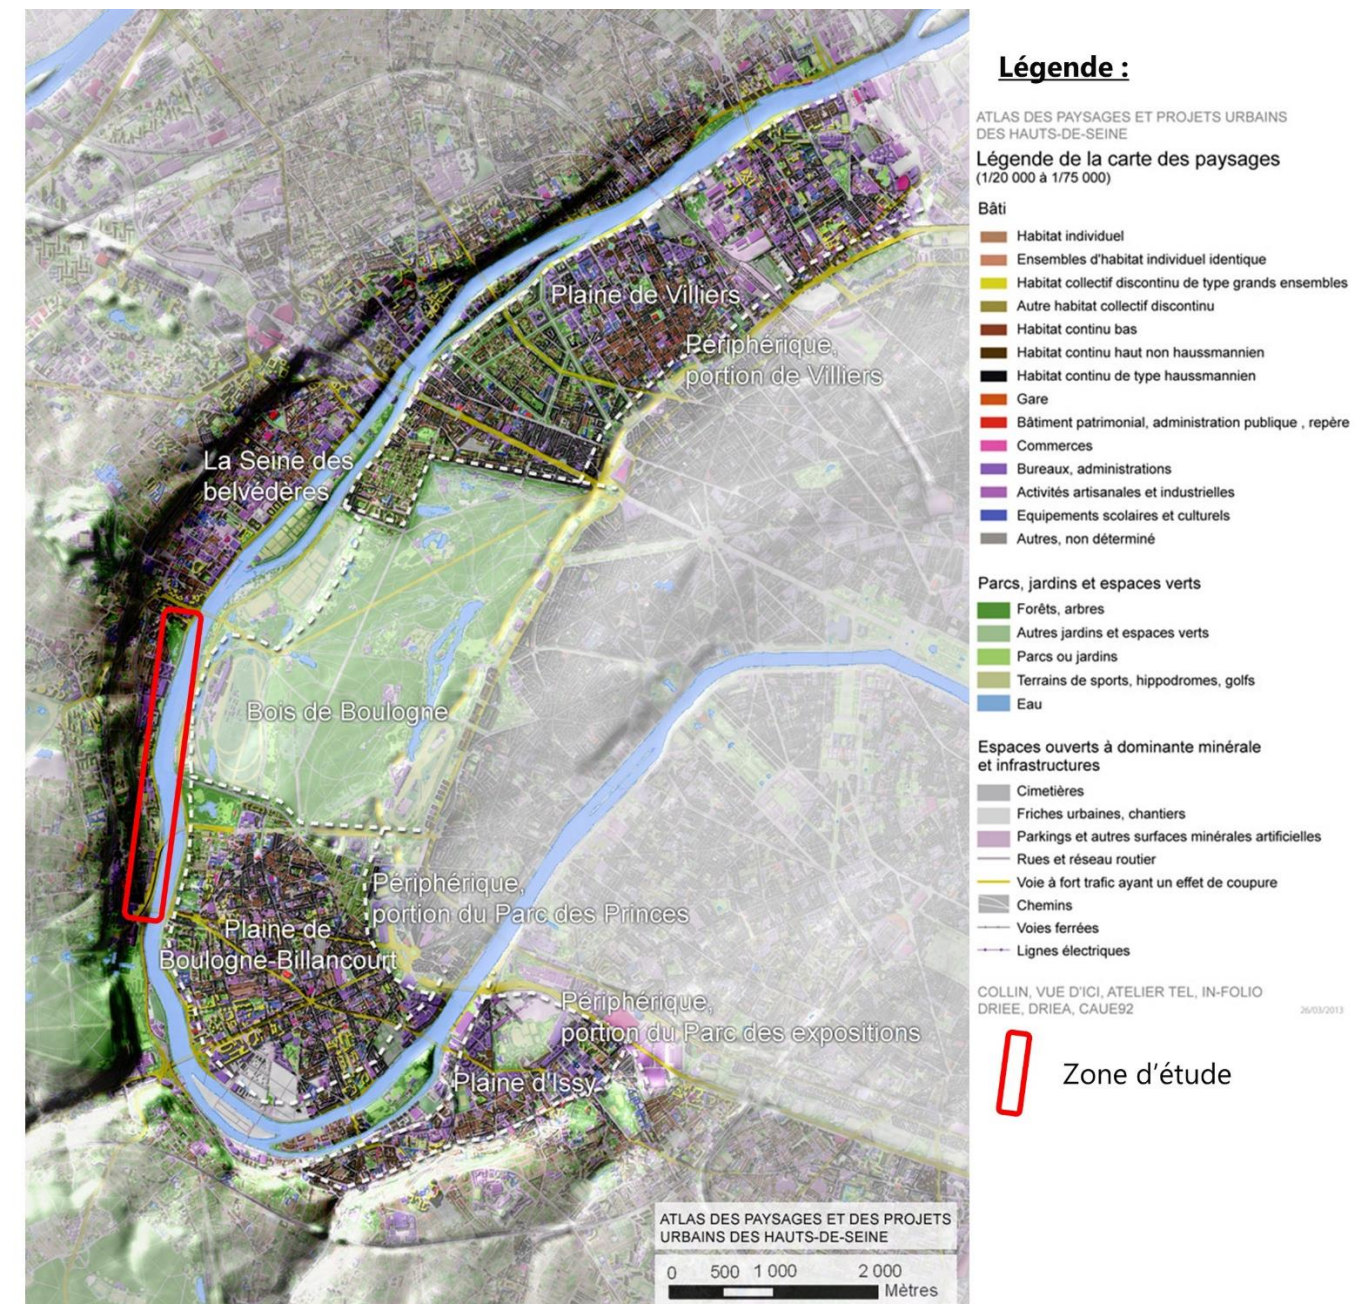 Plaine de Villiers
Périphérique,
portion de Villiers
La Seine des
belvédères
Bois de Boulogne
Périphérique,
portion du Parc des Princes
Plaine de
Boulogne-Billancourt
Périphérique,
portion du Parc des expositions
Plaine d'Issy
ATLAS DES PAYSAGES ET DES PROJETS
URBAINS DES HAUTS-DE-SEINE
0 500 1 000 2 000
Mètres
Légende :
ATLAS DES PAYSAGES ET PROJETS URBAINS
DES HAUTS-DE-SEINE
Légende de la carte des paysages
(1/20 000 à 1/75 000)
Bâti
Habitat individuel
Ensembles d'habitat individuel identique
Habitat collectif discontinu de type grands ensembles
Autre habitat collectif discontinu
Habitat continu bas
Habitat continu haut non haussmannien
Habitat continu de type haussmannien
Gare
Bâtiment patrimonial, administration publique , repère
Commerces
Bureaux, administrations
Activités artisanales et industrielles
Equipements scolaires et culturels
Autres, non déterminé
Parcs, jardins et espaces verts
Forêts, arbres
Autres jardins et espaces verts
Parcs ou jardins
Terrains de sports, hippodromes, golfs
Eau
Espaces ouverts à dominante minérale
et infrastructures
Cimetières
Friches urbaines, chantiers
Parkings et autres surfaces minérales artificielles
Rues et réseau routier
Voie à fort trafic ayant un effet de coupure
Chemins
Voies ferrées
Lignes électriques
COLLIN, VUE D'ICI, ATELIER TEL, IN-FOLIO
DRIEE, DRIEA, CAUE92
26/03/2013
Zone d'étude